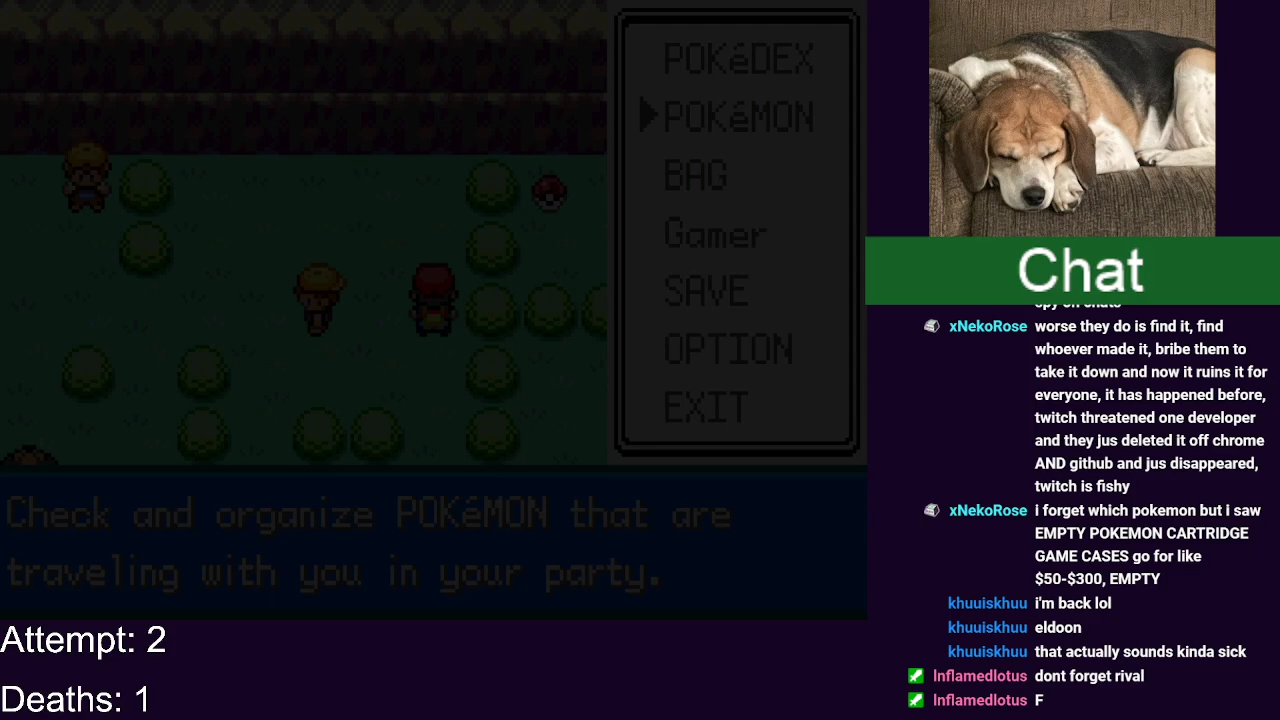 POKéDEX
▶POKéMON
BAG
Gamer
SAVE
OPTION
EXIT
Check and organize POKéMON that are
traveling with you in your party.
Attempt: 2
Deaths: 1
Chat
spy on chats
xNekoRose worse they do is find it, find
whoever made it, bribe them to
take it down and now it ruins it for
everyone, it has happened before,
twitch threatened one developer
and they jus deleted it off chrome
AND github and jus disappeared,
twitch is fishy
xNekoRose i forget which pokemon but i saw
EMPTY POKEMON CARTRIDGE
GAME CASES go for like
$50-$300, EMPTY
khuuiskhuu i'm back lol
khuuiskhuu eldoon
khuuiskhuu that actually sounds kinda sick
Inflamedlotus dont forget rival
Inflamedlotus F